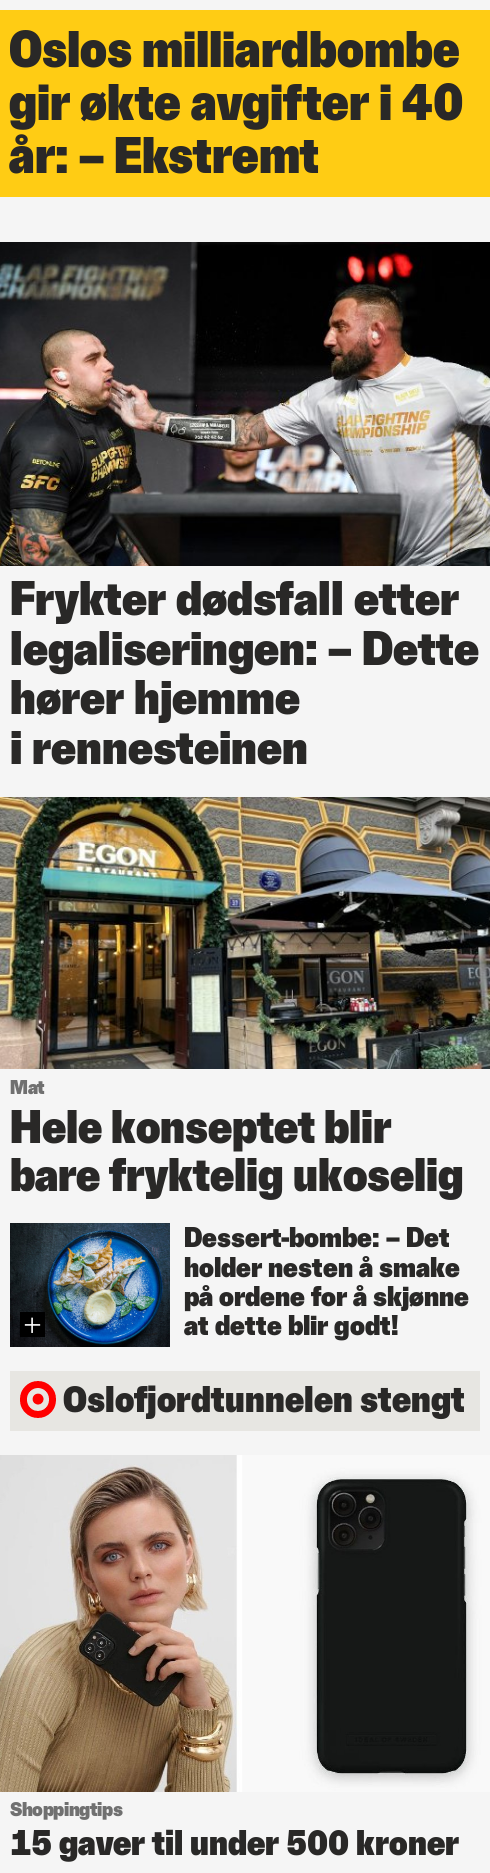 Oslos milliardbombe
gir økte avgifter i 40
år: – Ekstremt
SLAP FIGHTING
CHAMPIONSHIP
SLAP FIGHTING
CHAMPIONSHIP
SFC
Frykter dødsfall etter
legaliseringen: – Dette
hører hjemme
i rennesteinen
EGON
RESTAURANT
EGON
EGON
EGON
Mat
Hele konseptet blir
bare fryktelig ukoselig
Dessert-bombe: – Det
holder nesten å smake
på ordene for å skjønne
at dette blir godt!
Oslofjordtunnelen stengt
Shoppingtips
15 gaver til under 500 kroner